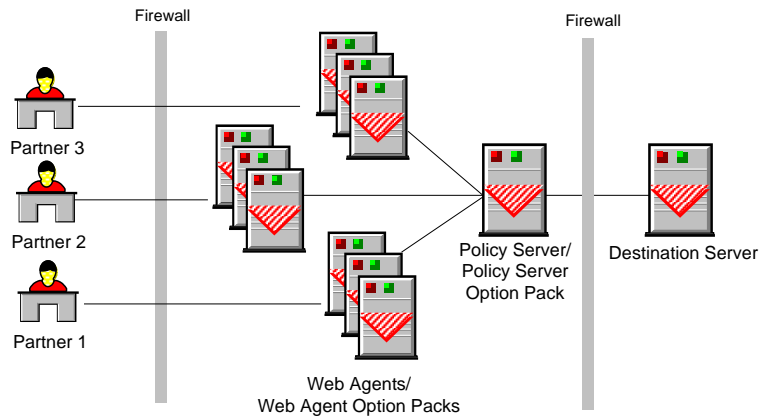 Firewall
Firewall
Partner 3
Partner 2
Partner 1
Policy Server/
Policy Server
Option Pack
Destination Server
Web Agents/
Web Agent Option Packs